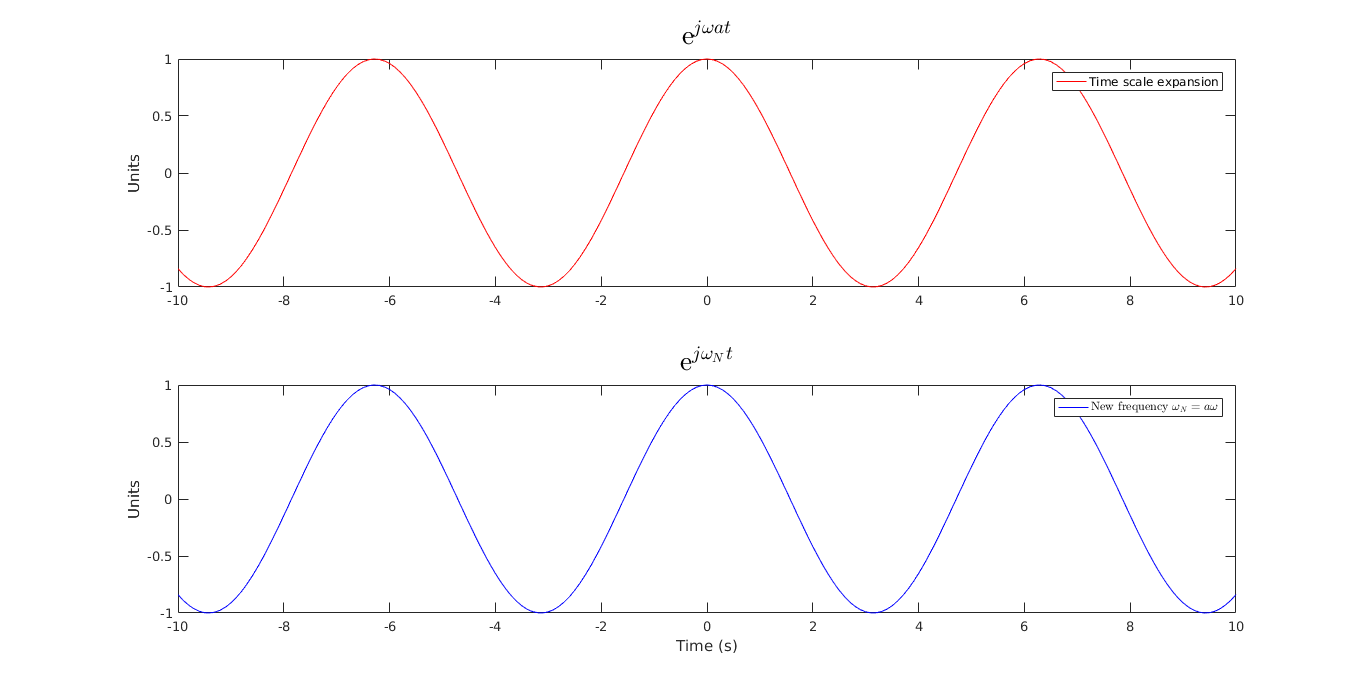 e^{jωat}
1
0.5
0
-0.5
-1
Units
Time scale expansion
-10 -8 -6 -4 -2 0 2 4 6 8 10
e^{jω_N t}
1
0.5
0
-0.5
-1
Units
New frequency ω_N = aω
-10 -8 -6 -4 -2 0 2 4 6 8 10
Time (s)